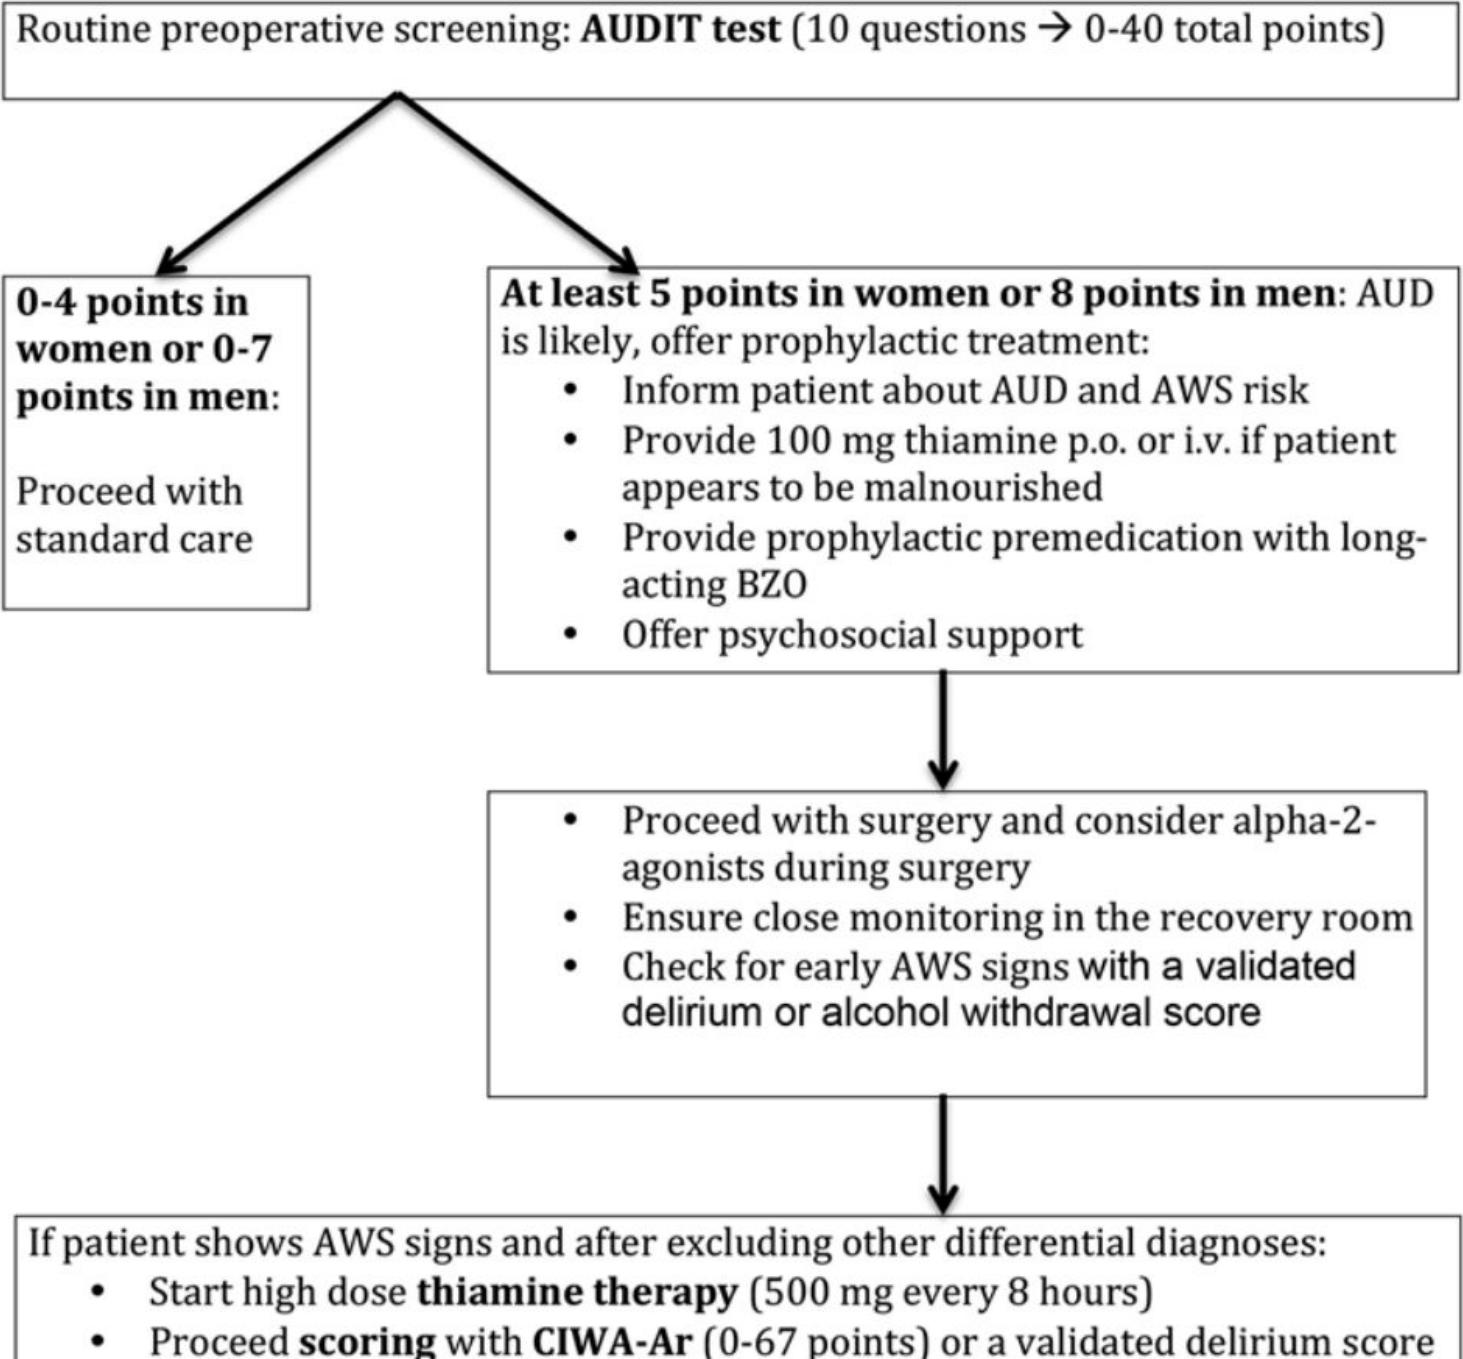 Routine preoperative screening: AUDIT test (10 questions → 0-40 total points)
0-4 points in
women or 0-7
points in men:
Proceed with
standard care
At least 5 points in women or 8 points in men: AUD
is likely, offer prophylactic treatment:
• Inform patient about AUD and AWS risk
• Provide 100 mg thiamine p.o. or i.v. if patient
appears to be malnourished
• Provide prophylactic premedication with long-
acting BZO
• Offer psychosocial support
• Proceed with surgery and consider alpha-2-
agonists during surgery
• Ensure close monitoring in the recovery room
• Check for early AWS signs with a validated
delirium or alcohol withdrawal score
If patient shows AWS signs and after excluding other differential diagnoses:
• Start high dose thiamine therapy (500 mg every 8 hours)
• Proceed scoring with CIWA-Ar (0-67 points) or a validated delirium score